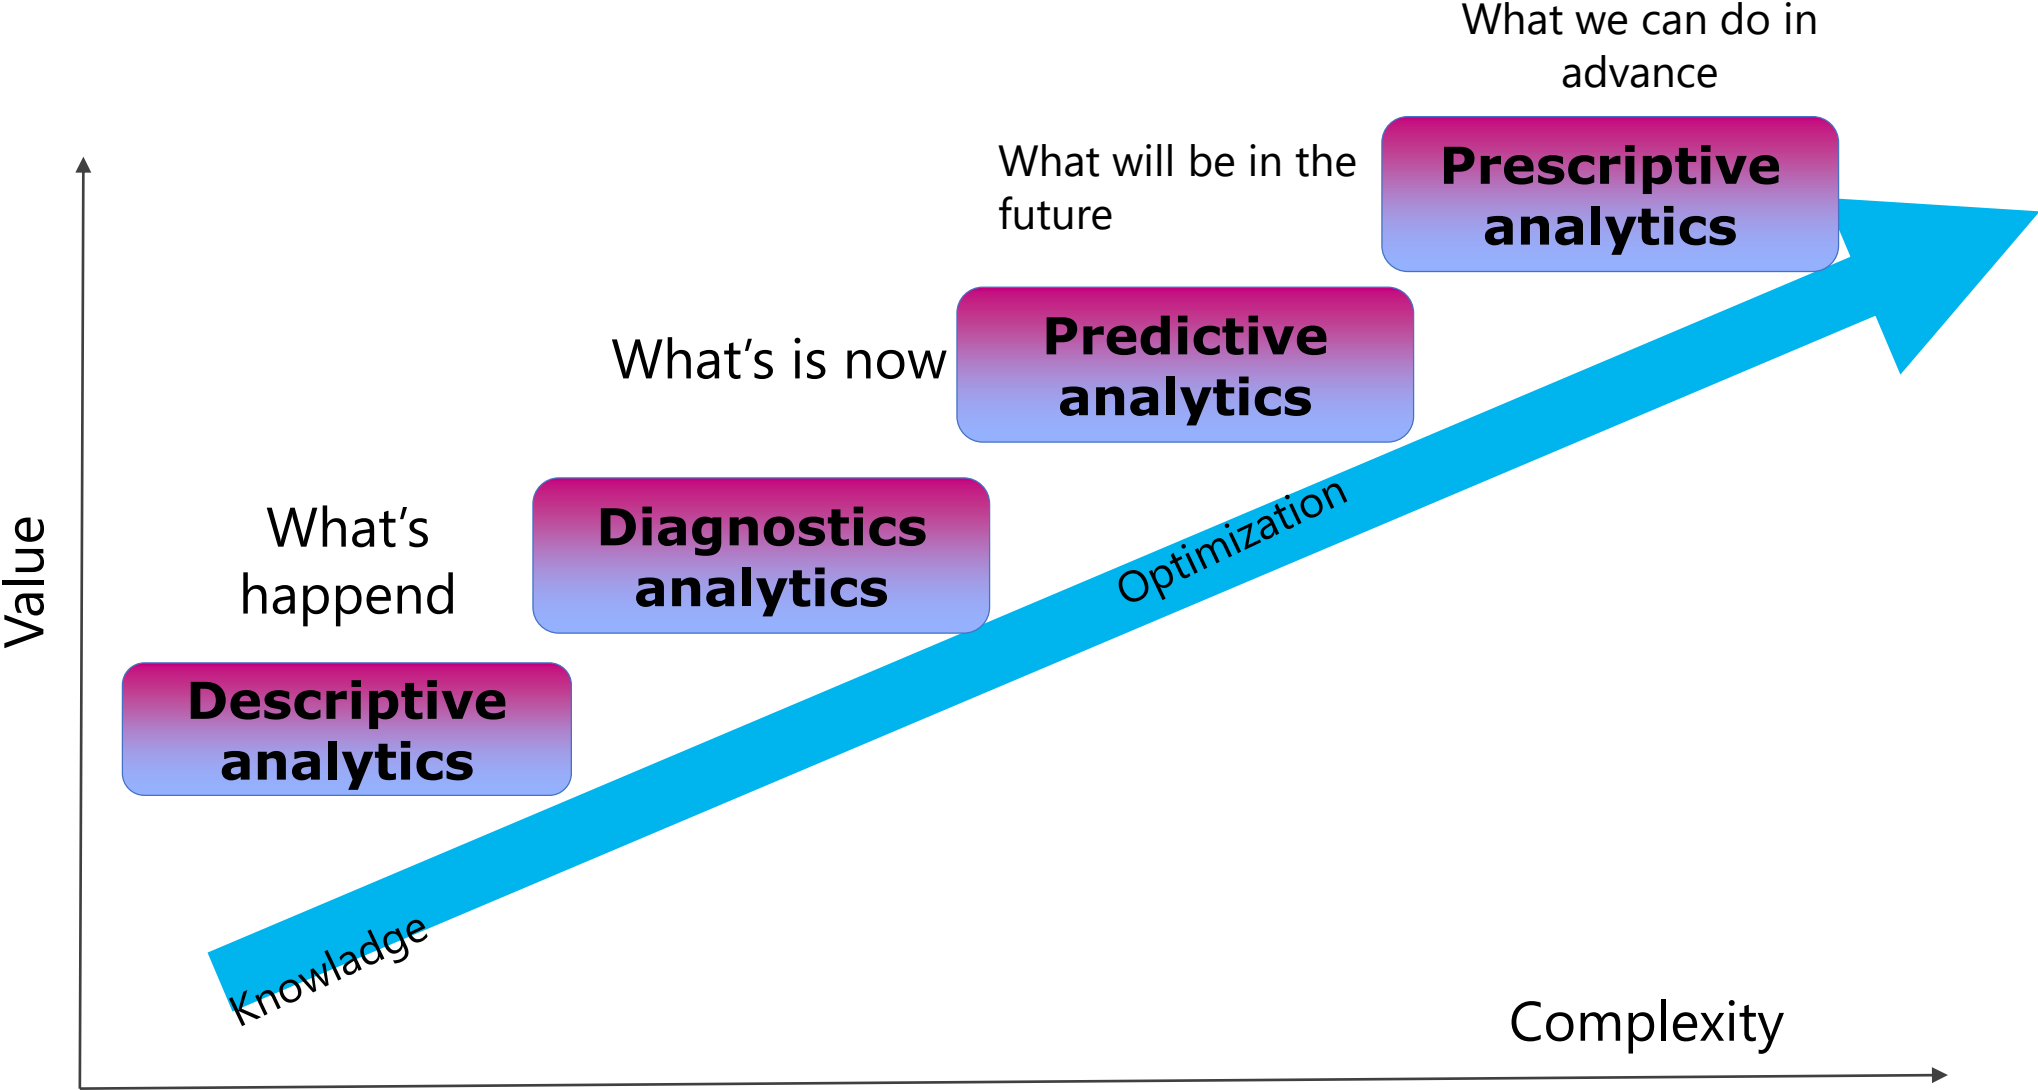 What we can do in
advance
Prescriptive
analytics
What will be in the
future
Predictive
analytics
What's is now
Diagnostics
analytics
What's
happend
Descriptive
analytics
Optimization
Knowladge
Value
Complexity